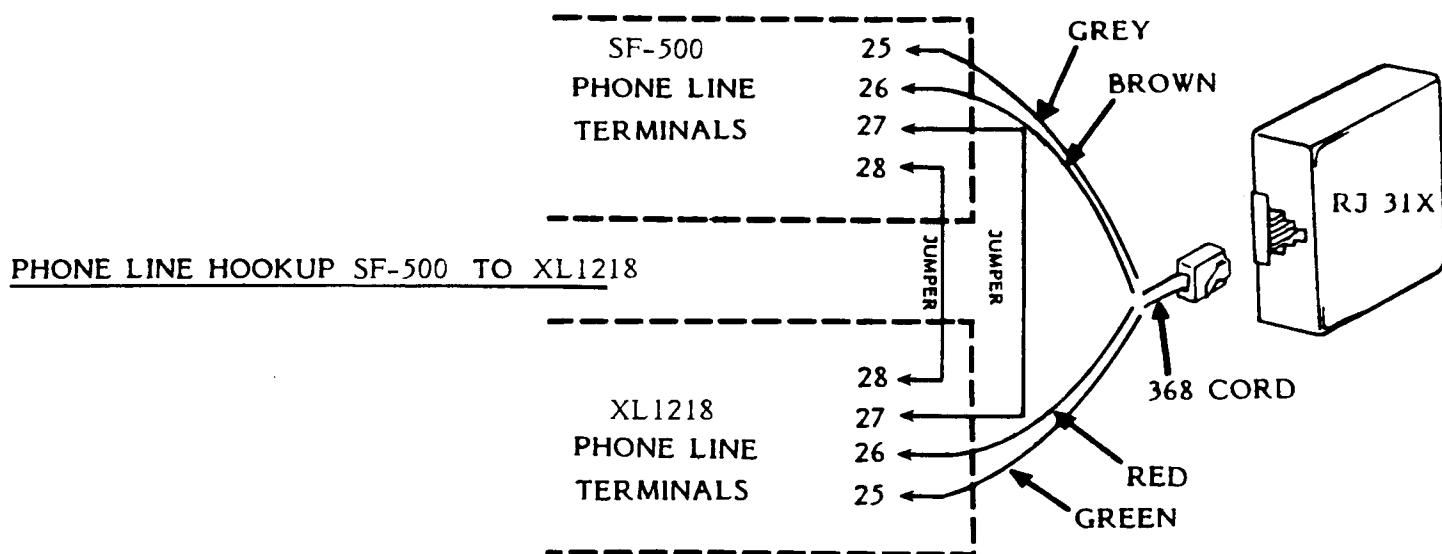 SF-500
PHONE LINE
TERMINALS
25
26
27
28
GREY
BROWN
RJ 31X
JUMPER
JUMPER
PHONE LINE HOOKUP SF-500 TO XL1218
XL1218
PHONE LINE
TERMINALS
28
27
26
25
368 CORD
RED
GREEN